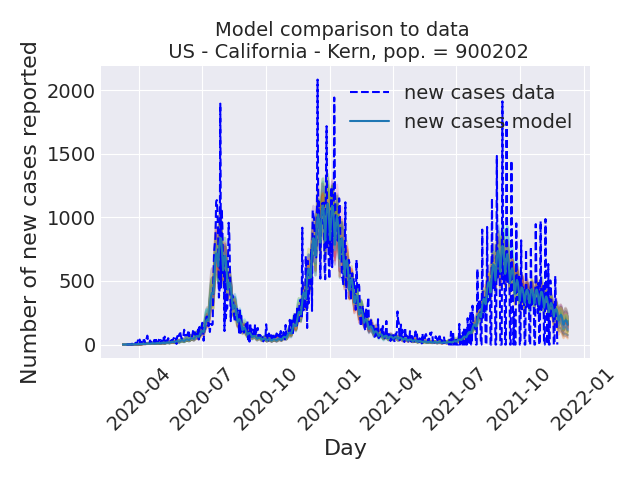 Model comparison to data
US - California - Kern, pop. = 900202
Number of new cases reported
2000
1500
1000
500
0
new cases data
new cases model
2020-04
2020-07
2020-10
2021-01
2021-04
2021-07
2021-10
2022-01
Day